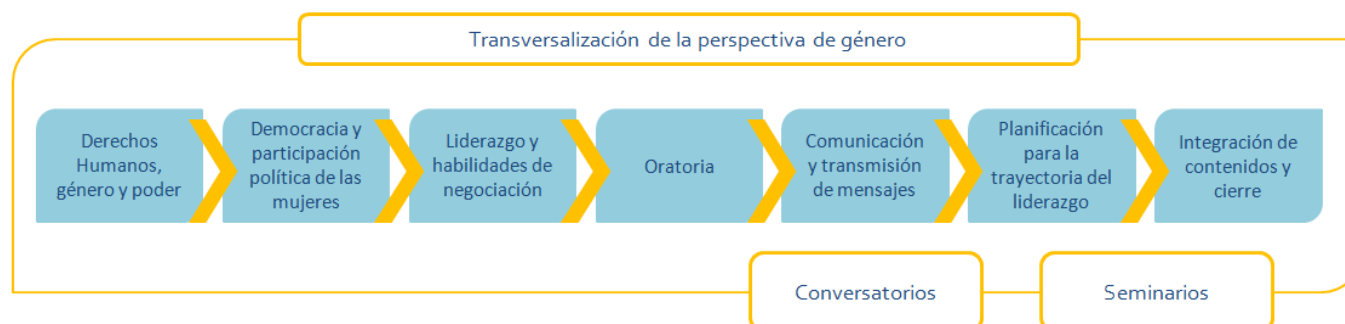 Transversalización de la perspectiva de género
Derechos
Humanos,
género y poder
Democracia y
participación
política de las
mujeres
Liderazgo y
habilidades de
negociación
Oratoria
Comunicación
y transmisión
de mensajes
Planificación
para la
trayectoria del
liderazgo
Integración de
contenidos y
cierre
Conversatorios
Seminarios